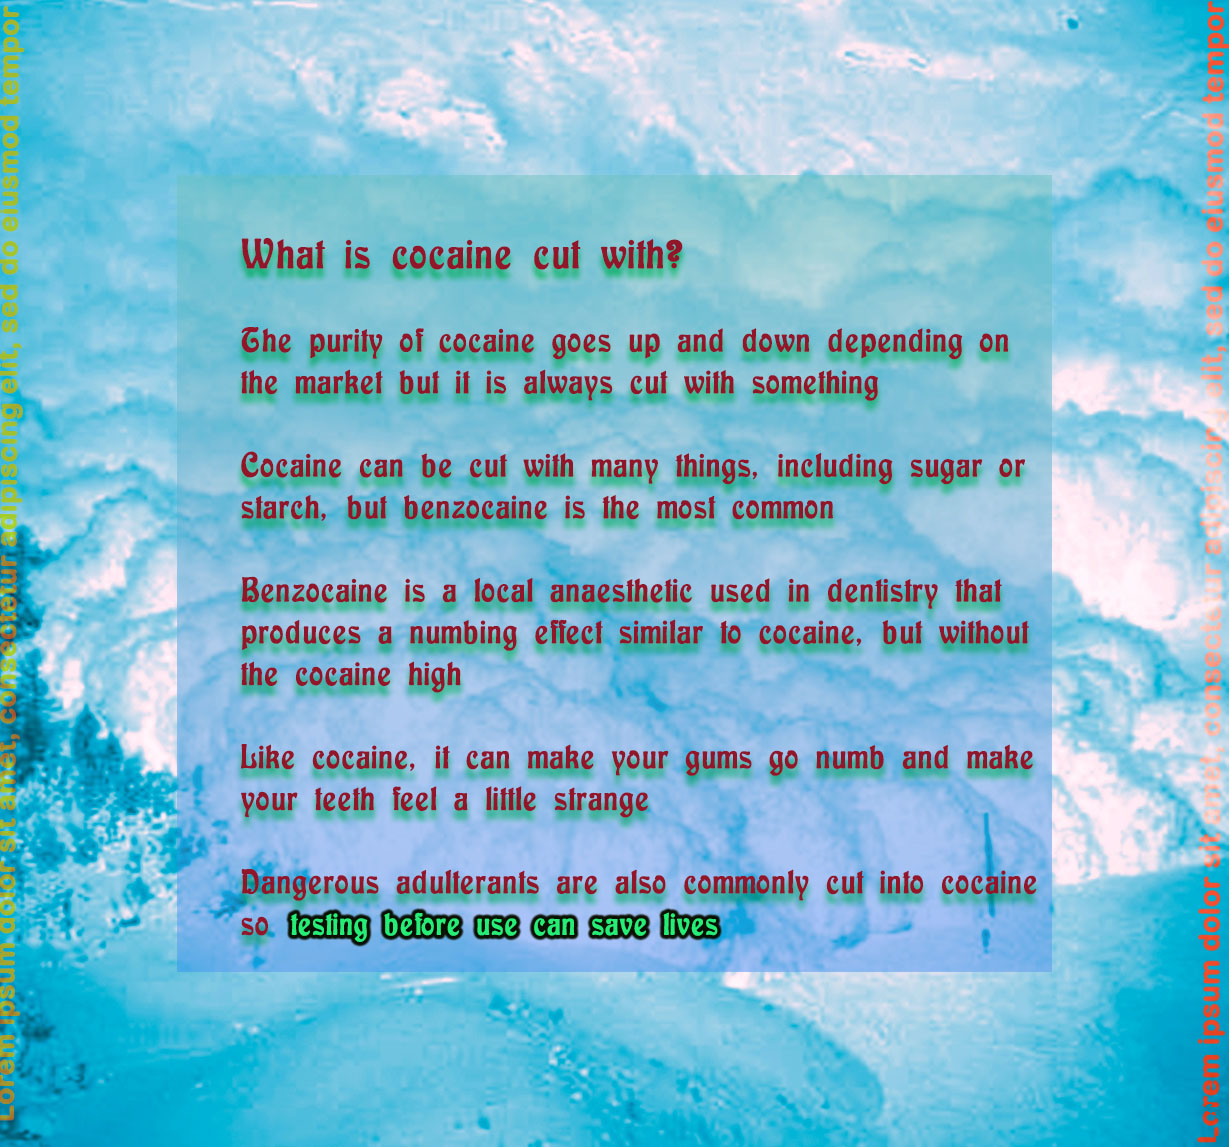 What is cocaine cut with?
The purity of cocaine goes up and down depending on
the market but it is always cut with something
Cocaine can be cut with many things, including sugar or
starch, but benzocaine is the most common
Benzocaine is a local anaesthetic used in dentistry that
produces a numbing effect similar to cocaine, but without
the cocaine high
Like cocaine, it can make your gums go numb and make
your teeth feel a little strange
Dangerous adulterants are also commonly cut into cocaine
so testing before use can save lives
Lorem ipsum dolor sit amet, consectetur adipiscing elit, sed do eiusmod tempor
Lorem ipsum dolor sit amet, consectetur adipiscing elit, sed do eiusmod tempor